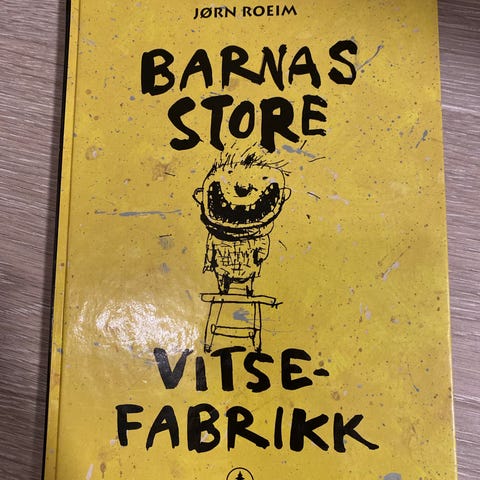 JØRN ROEIM
BARNAS
STORE
VITSE-
FABRIKK